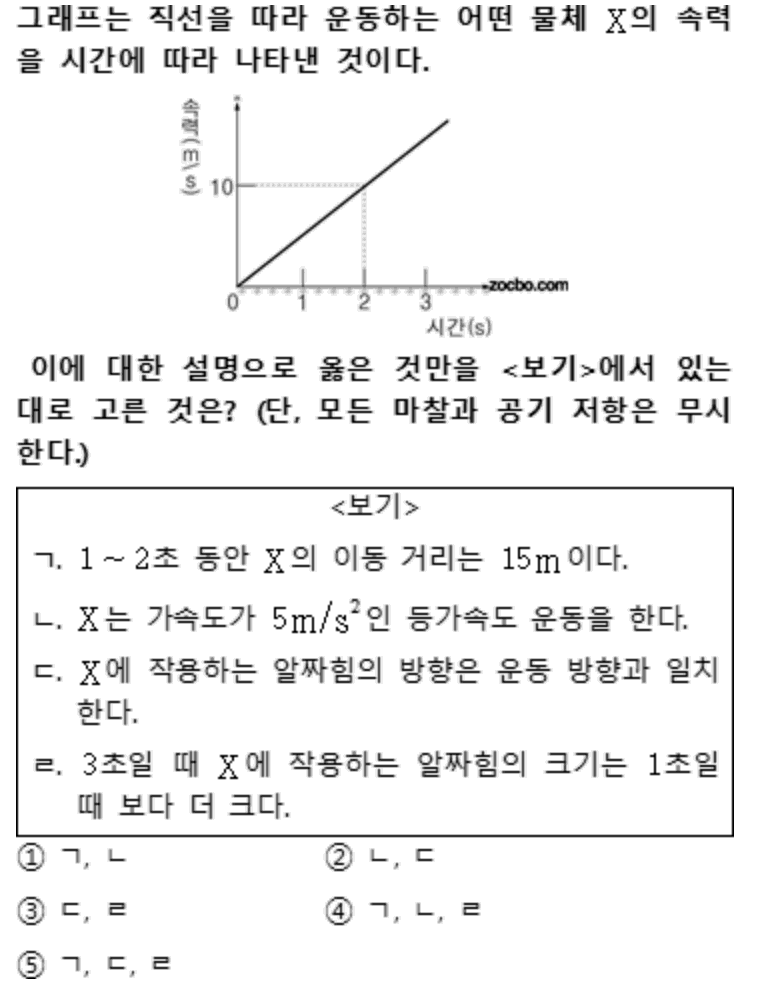 그래프는 직선을 따라 운동하는 어떤 물체 X의 속력
을 시간에 따라 나타낸 것이다.
속력(m/s)
10
zocbo.com
0 1 2 3
시간(s)
이에 대한 설명으로 옳은 것만을 <보기>에서 있는
대로 고른 것은? (단, 모든 마찰과 공기 저항은 무시
한다.)
<보기>
ㄱ. 1 ~ 2초 동안 X의 이동 거리는 15m이다.
ㄴ. X는 가속도가 5m/s²인 등가속도 운동을 한다.
ㄷ. X에 작용하는 알짜힘의 방향은 운동 방향과 일치
한다.
ㄹ. 3초일 때 X에 작용하는 알짜힘의 크기는 1초일
때 보다 더 크다.
① ㄱ, ㄴ ② ㄴ, ㄷ
③ ㄷ, ㄹ ④ ㄱ, ㄴ, ㄹ
⑤ ㄱ, ㄷ, ㄹ